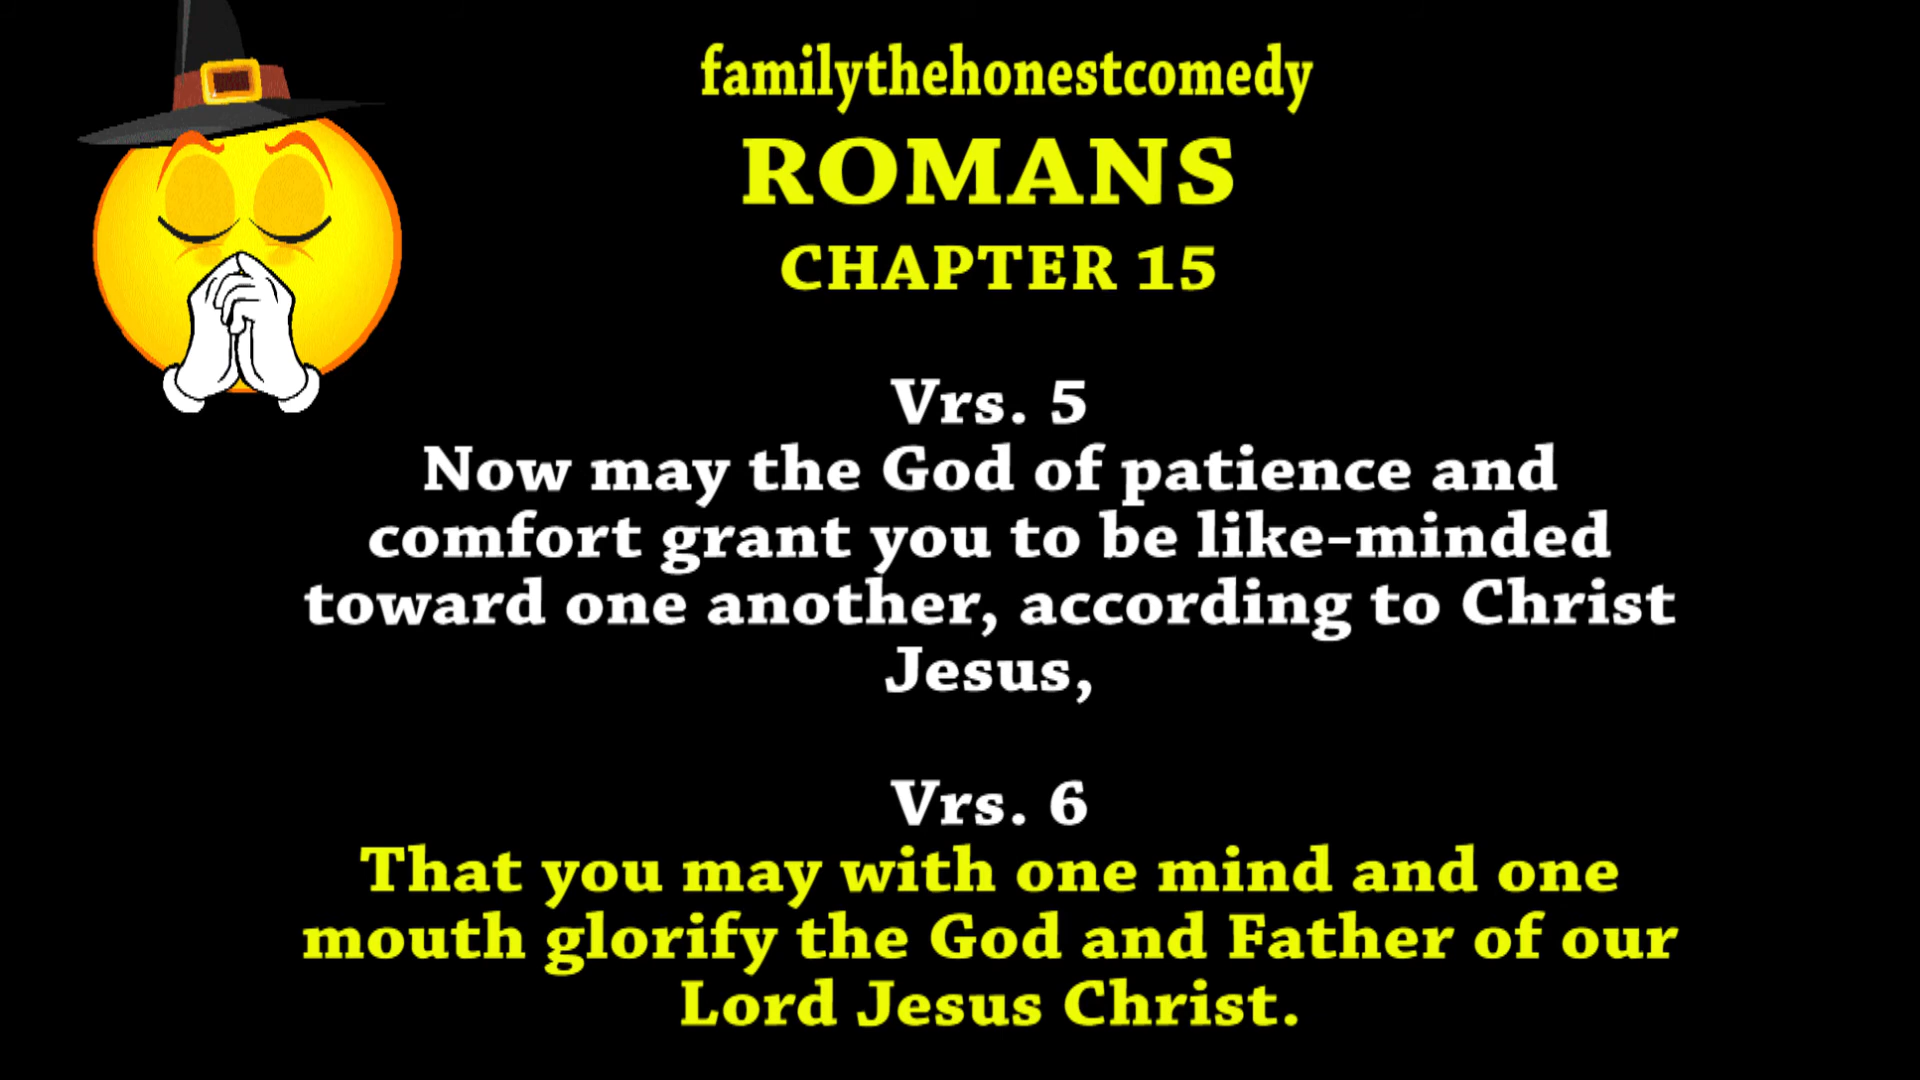 familythehonestcomedy
ROMANS
CHAPTER 15
Vrs. 5
Now may the God of patience and
comfort grant you to be like-minded
toward one another, according to Christ
Jesus,
Vrs. 6
That you may with one mind and one
mouth glorify the God and Father of our
Lord Jesus Christ.